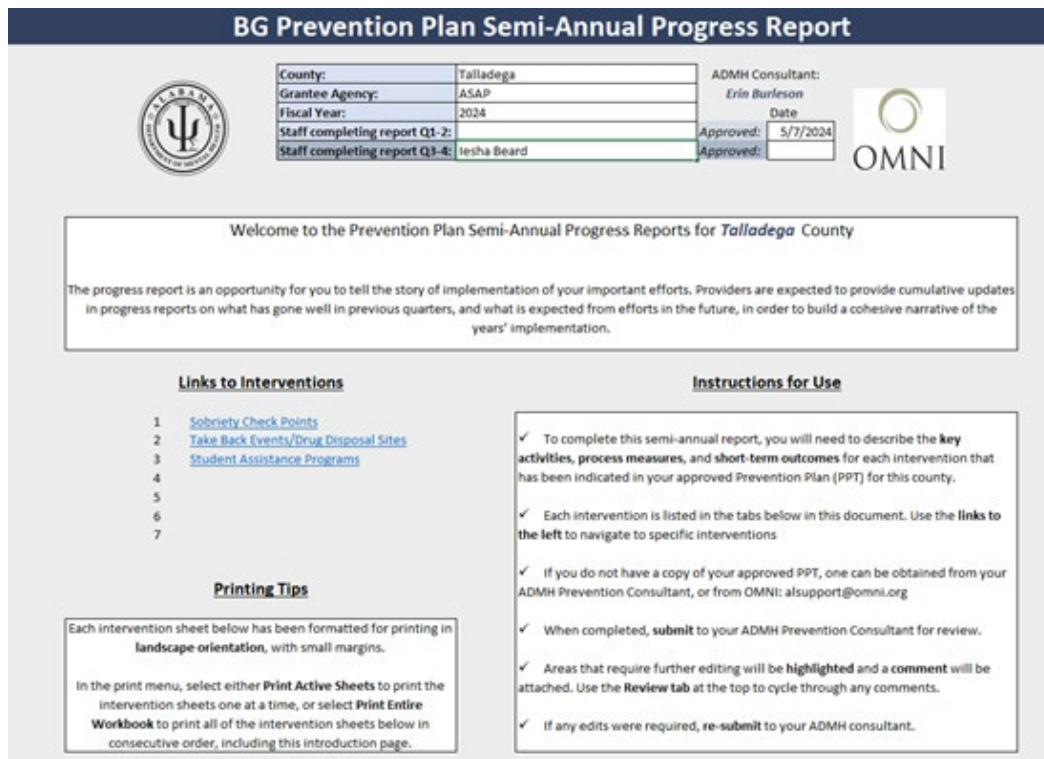 BG Prevention Plan Semi-Annual Progress Report
County: Talladega
Grantee Agency: ASAP
Fiscal Year: 2024
Staff completing report Q1-2:
Staff completing report Q3-4: Iesha Beard
ADMH Consultant:
Erin Burleson
Date
Approved: 5/7/2024
Approved:
ALABAMA
DEPARTMENT OF MENTAL HEALTH
OMNI
Welcome to the Prevention Plan Semi-Annual Progress Reports for Talladega County
The progress report is an opportunity for you to tell the story of implementation of your important efforts. Providers are expected to provide cumulative updates
in progress reports on what has gone well in previous quarters, and what is expected from efforts in the future, in order to build a cohesive narrative of the
years' implementation.
Links to Interventions
1 Sobriety Check Points
2 Take Back Events/Drug Disposal Sites
3 Student Assistance Programs
4
5
6
7
Printing Tips
Each intervention sheet below has been formatted for printing in
landscape orientation, with small margins.
In the print menu, select either Print Active Sheets to print the
intervention sheets one at a time, or select Print Entire
Workbook to print all of the intervention sheets below in
consecutive order, including this introduction page.
Instructions for Use
✓ To complete this semi-annual report, you will need to describe the key
activities, process measures, and short-term outcomes for each intervention that
has been indicated in your approved Prevention Plan (PPT) for this county.
✓ Each intervention is listed in the tabs below in this document. Use the links to
the left to navigate to specific interventions
✓ If you do not have a copy of your approved PPT, one can be obtained from your
ADMH Prevention Consultant, or from OMNI: alsupport@omni.org
✓ When completed, submit to your ADMH Prevention Consultant for review.
✓ Areas that require further editing will be highlighted and a comment will be
attached. Use the Review tab at the top to cycle through any comments.
✓ If any edits were required, re-submit to your ADMH consultant.